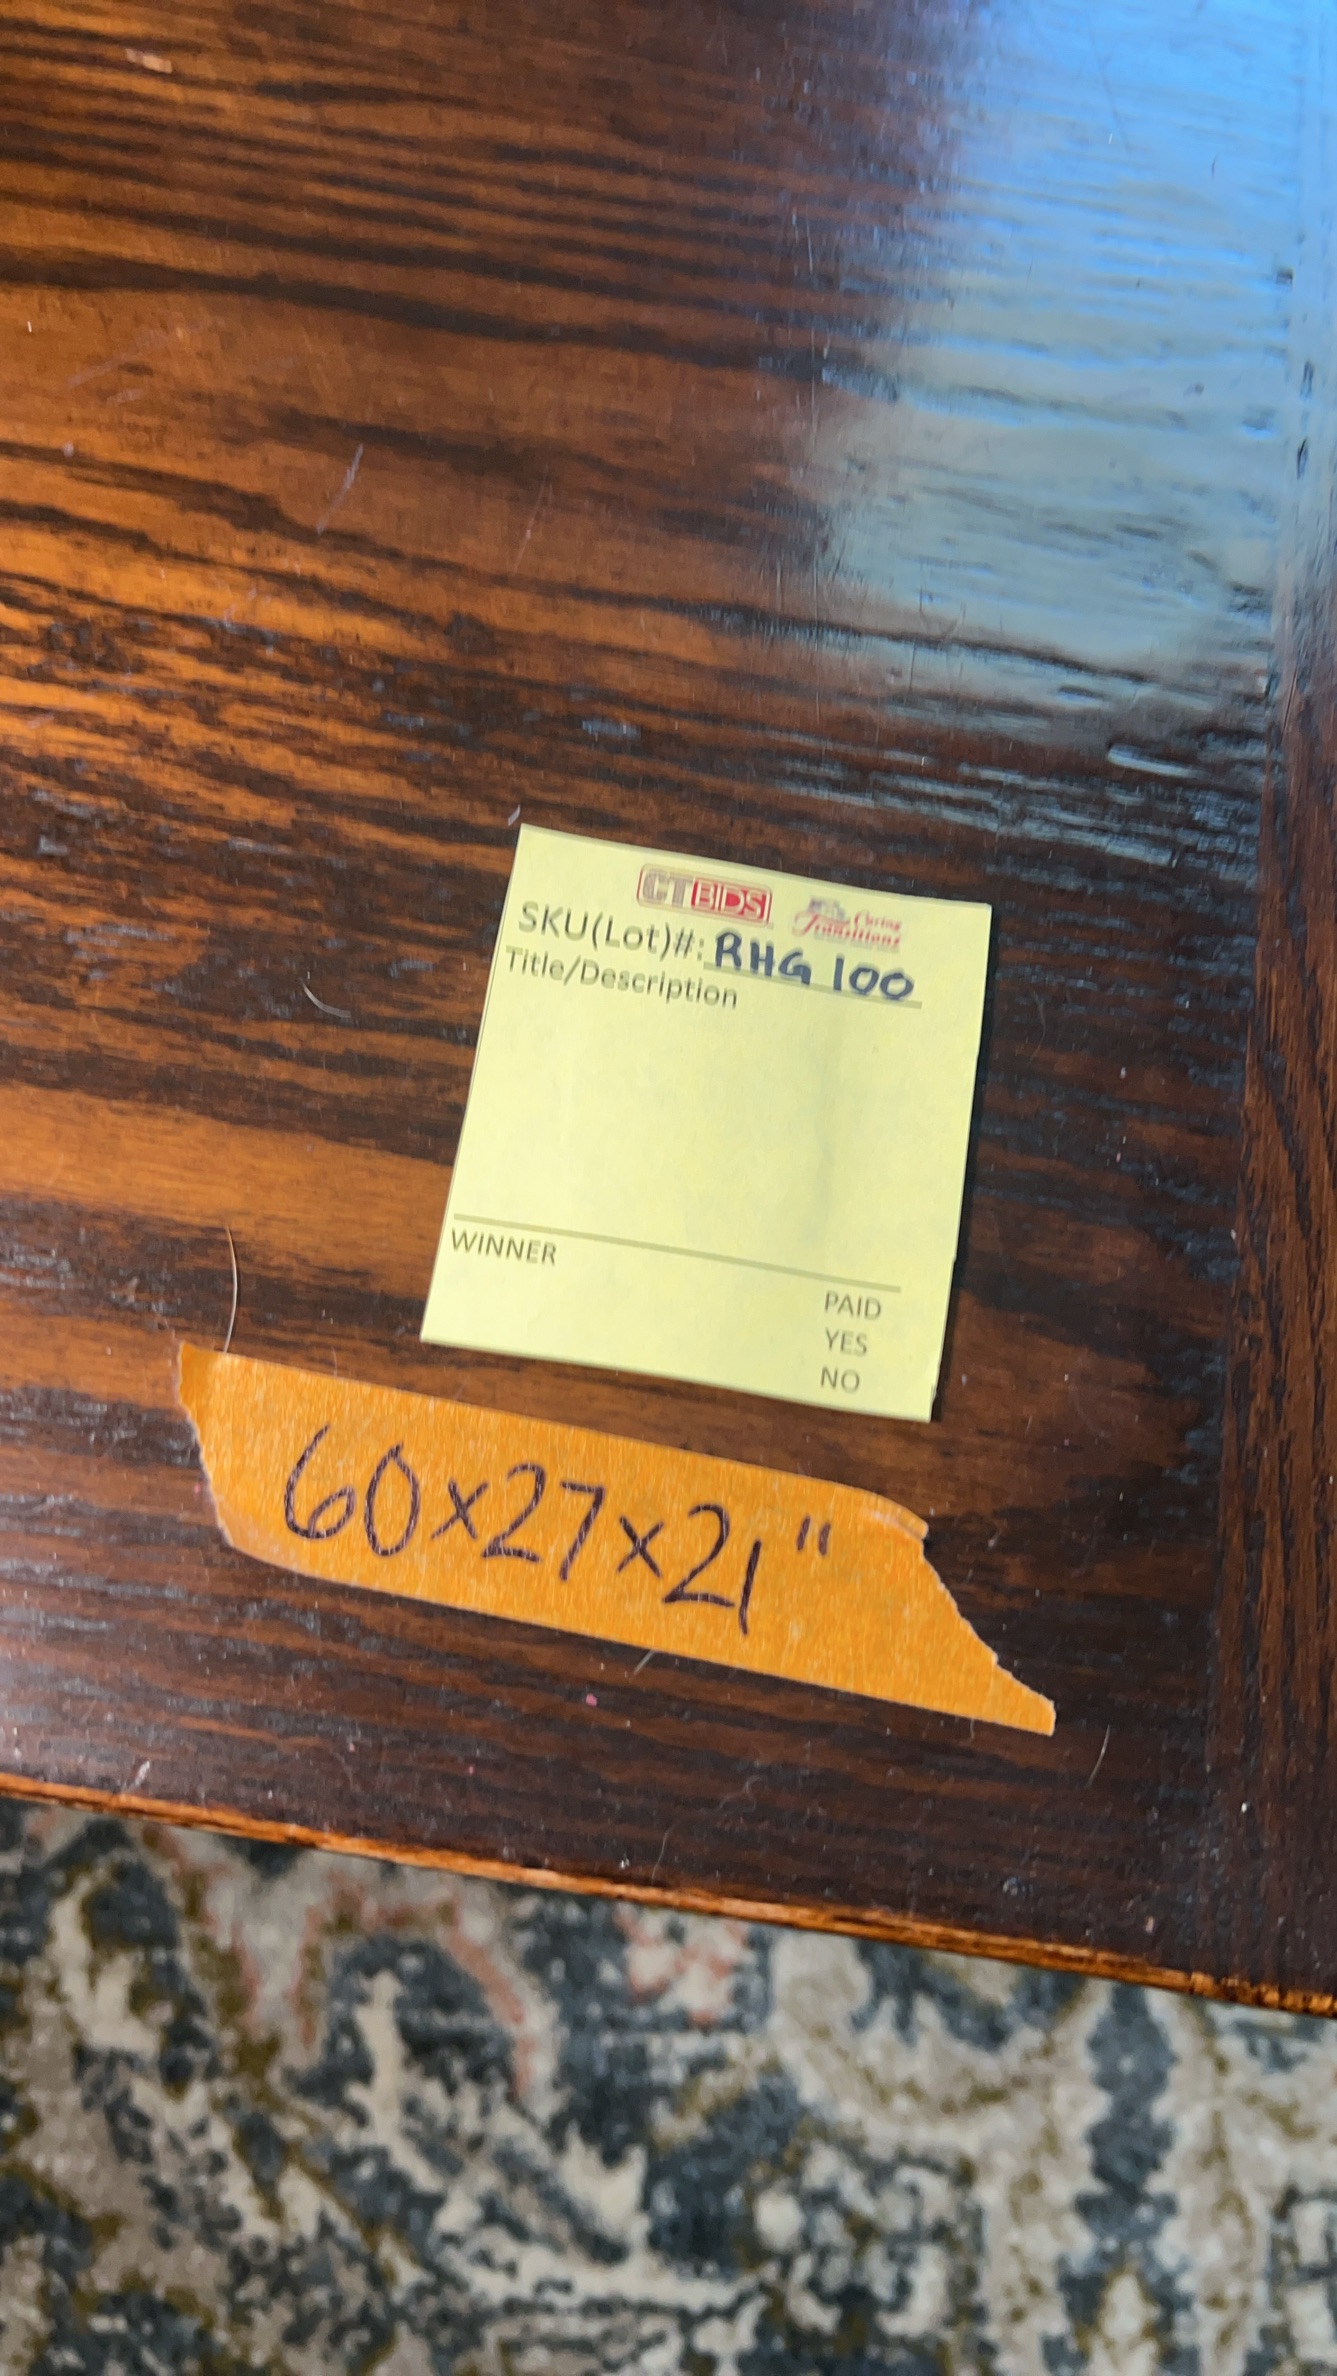 CTBIDS Caring Transitions
SKU(Lot)#: RHG 100
Title/Description
WINNER
PAID
YES
NO
60x27x21"